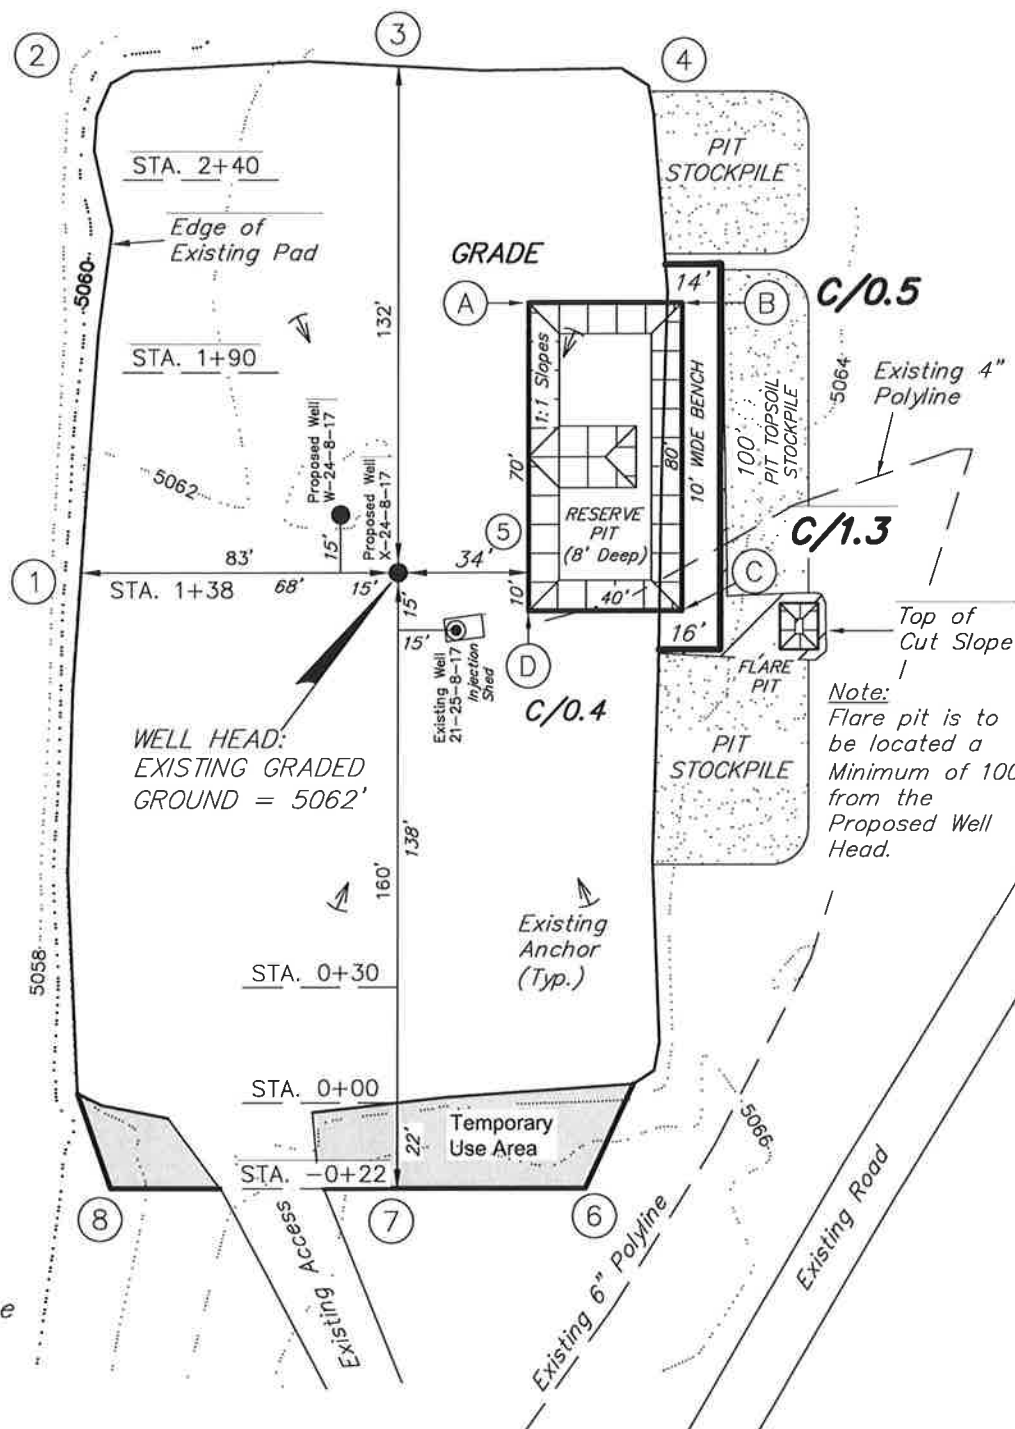 3
2
4
PIT
STOCKPILE
STA. 2+40
Edge of
Existing Pad
5060
GRADE
132'
14'
A
B
C/0.5
STA. 1+90
1:1 Slopes
10' WIDE BENCH
100'
PIT TOPSOIL
STOCKPILE
5064
Existing 4"
Polyline
5062
Proposed Well
W-24-8-17
Proposed Well
X-24-8-17
70'
80'
RESERVE
PIT
(8' Deep)
C/1.3
5
15'
83'
34'
1
STA. 1+38
68'
15'
15'
10'
40'
C
15'
16'
Existing Well
21-25-8-17
Injection
Shed
D
C/0.4
FLARE
PIT
Top of
Cut Slope
WELL HEAD:
EXISTING GRADED
GROUND = 5062'
PIT
STOCKPILE
Note:
Flare pit is to
be located a
Minimum of 100
from the
Proposed Well
Head.
138'
160'
Existing
Anchor
(Typ.)
5058
STA. 0+30
STA. 0+00
Temporary
Use Area
22'
5066
STA. -0+22
8
7
6
Existing Access
Existing 6" Polyline
Existing Road
e